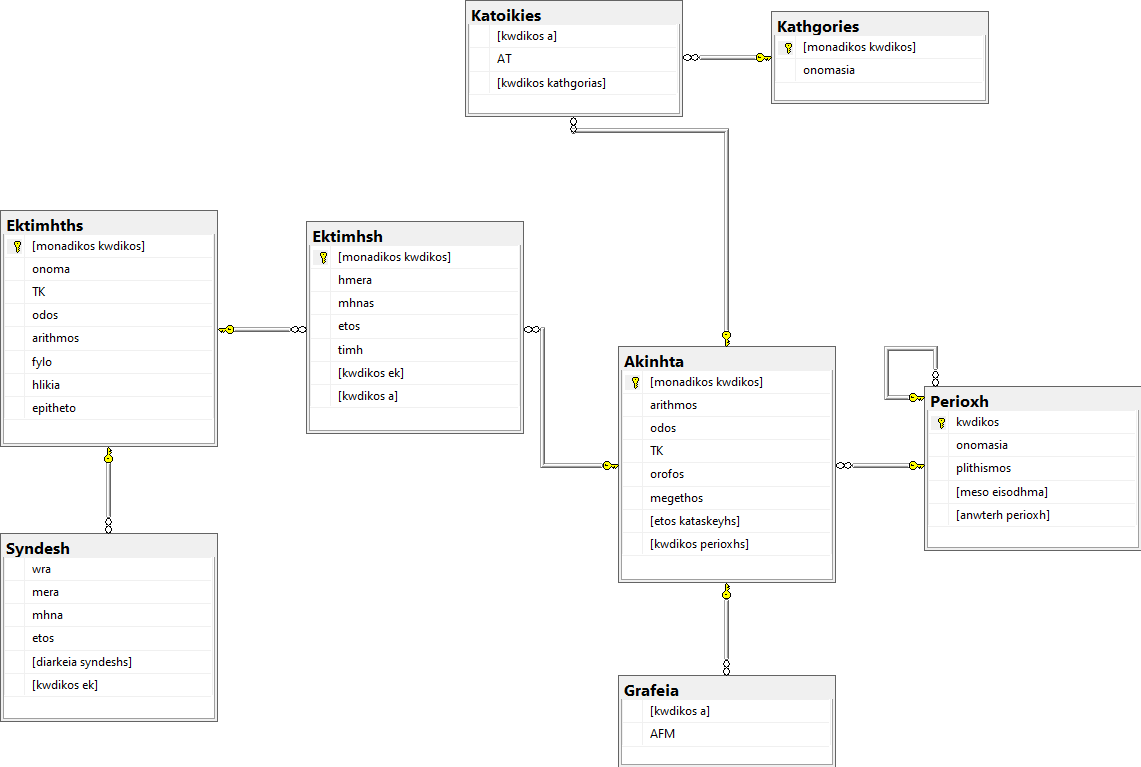 Katoikies
[kwdikos a]
AT
[kwdikos kathgorias]
Kathgories
[monadikos kwdikos]
onomasia
Ektimhths
[monadikos kwdikos]
onoma
TK
odos
arithmos
fylo
hlikia
epitheto
Ektimhsh
[monadikos kwdikos]
hmera
mhnas
etos
timh
[kwdikos ek]
[kwdikos a]
Akinhta
[monadikos kwdikos]
arithmos
odos
TK
orofos
megethos
[etos kataskeyhs]
[kwdikos perioxhs]
Perioxh
kwdikos
onomasia
plithismos
[meso eisodhma]
[anwterh perioxh]
Syndesh
wra
mera
mhna
etos
[diarkeia syndeshs]
[kwdikos ek]
Grafeia
[kwdikos a]
AFM